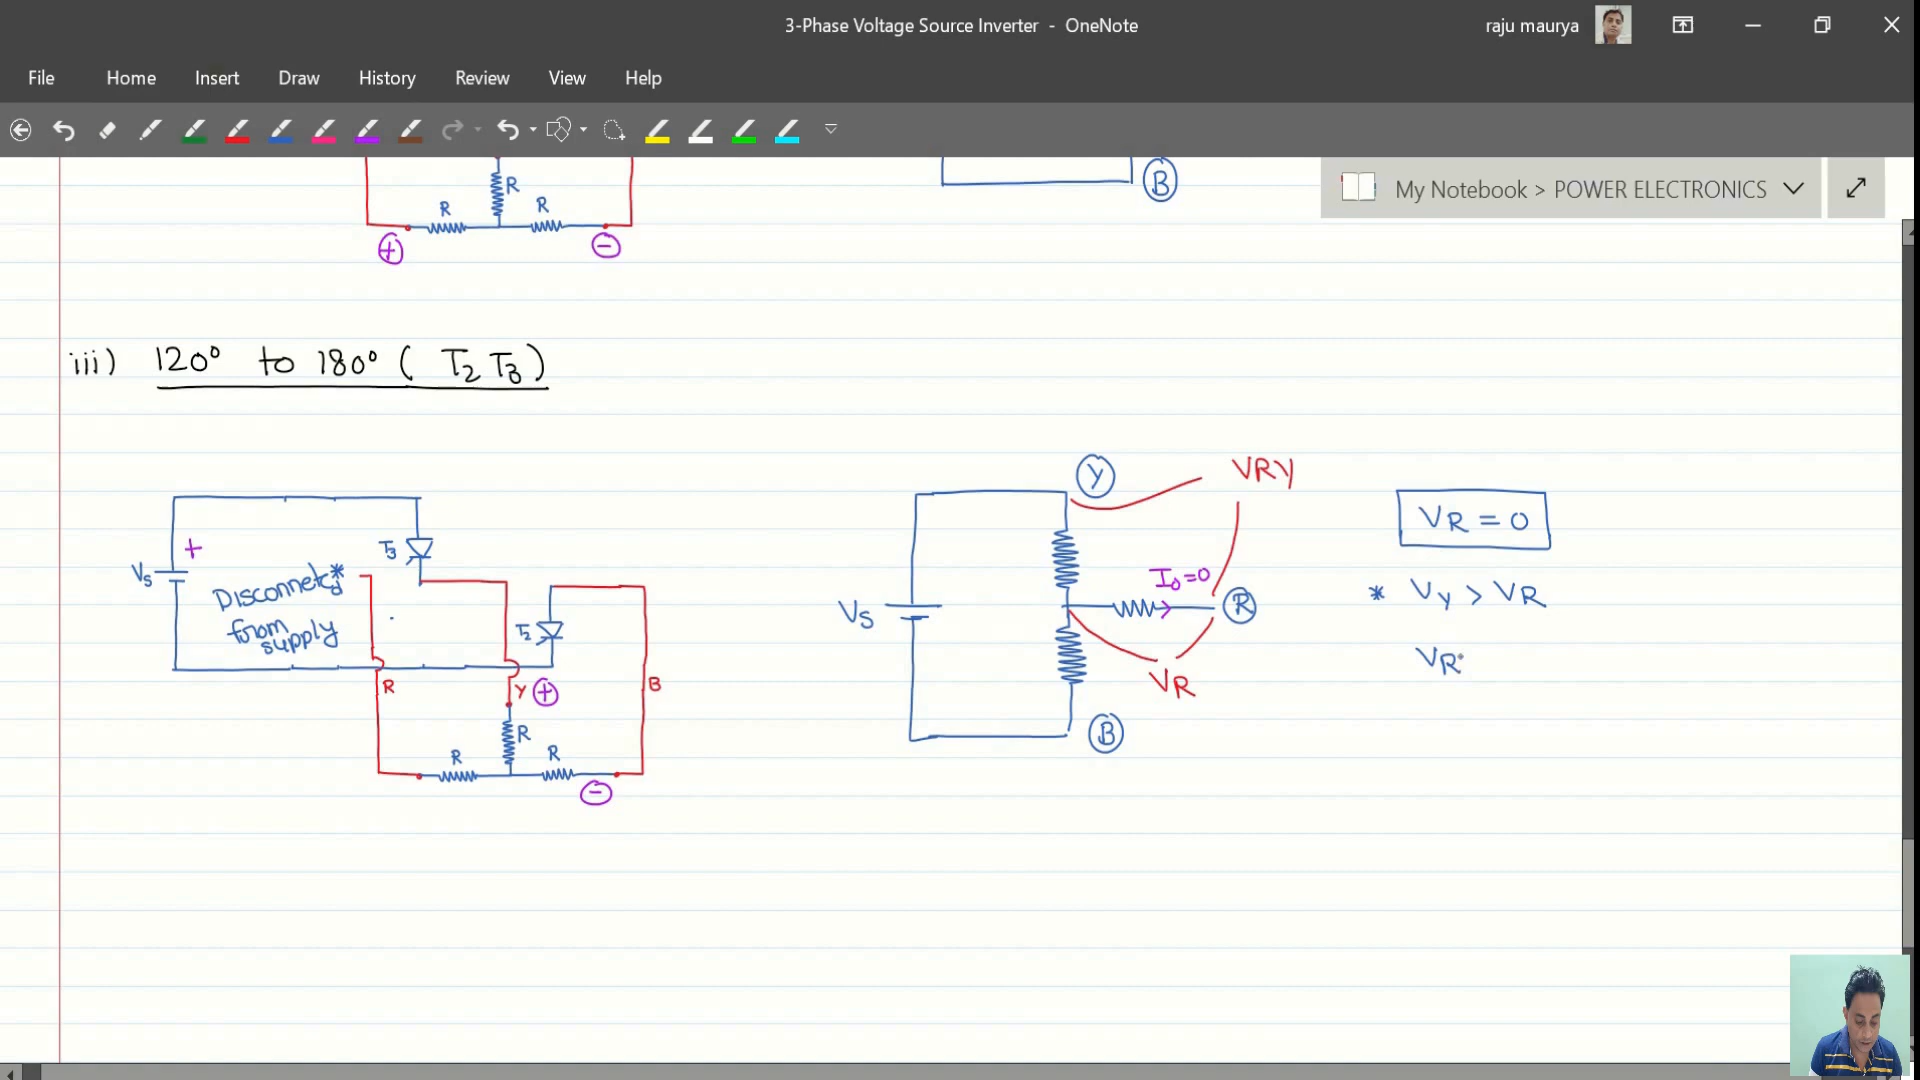 3-Phase Voltage Source Inverter - OneNote
raju maurya
File Home Insert Draw History Review View Help
My Notebook > POWER ELECTRONICS
R
R
R
+
-
B
iii) 120° to 180° ( T2 T3 )
Vs
+
Disconneted*
from
supply
T3
T2
R
Y
+
B
R
R
R
-
Vs
Y
VRY
I0=0
R
VR
B
VR = 0
* VY > VR
VR